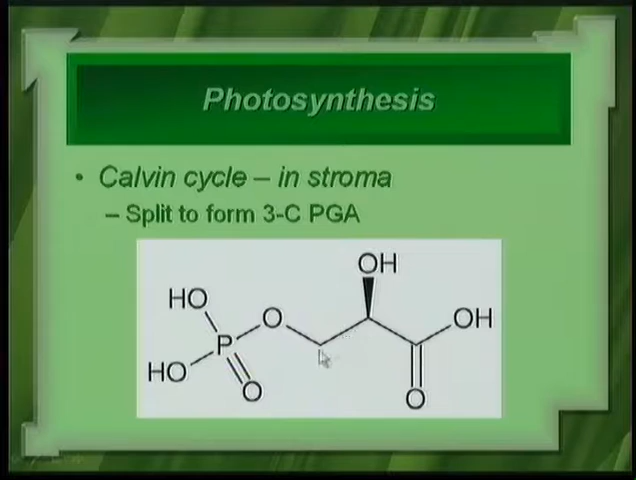 Photosynthesis
• Calvin cycle – in stroma
– Split to form 3-C PGA
OH
HO
O
OH
P
HO
O
O